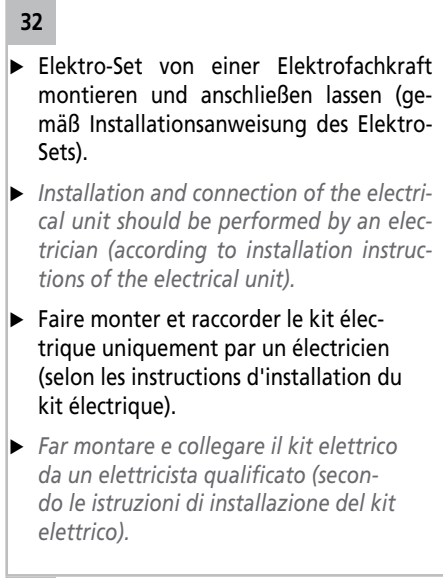 32
▶ Elektro-Set von einer Elektrofachkraft
montieren und anschließen lassen (ge-
mäß Installationsanweisung des Elektro-
Sets).
▶ Installation and connection of the electri-
cal unit should be performed by an elec-
trician (according to installation instruc-
tions of the electrical unit).
▶ Faire monter et raccorder le kit élec-
trique uniquement par un électricien
(selon les instructions d'installation du
kit électrique).
▶ Far montare e collegare il kit elettrico
da un elettricista qualificato (secon-
do le istruzioni di installazione del kit
elettrico).